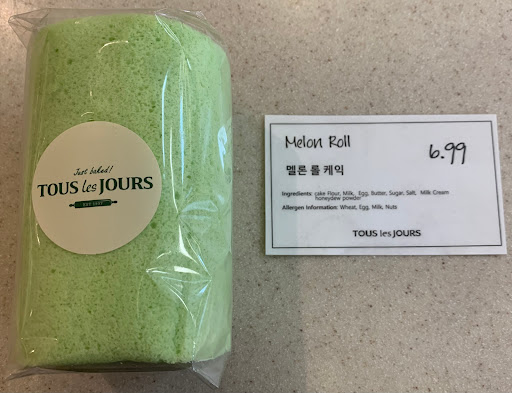 Just baked!
TOUS les JOURS
EST. 1997
Melon Roll
6.99
멜론 롤 케익
Ingredients: cake Flour, Milk, Egg, Butter, Sugar, Salt, Milk Cream
honeydew powder
Allergen Information: Wheat, Egg, Milk, Nuts
TOUS les JOURS